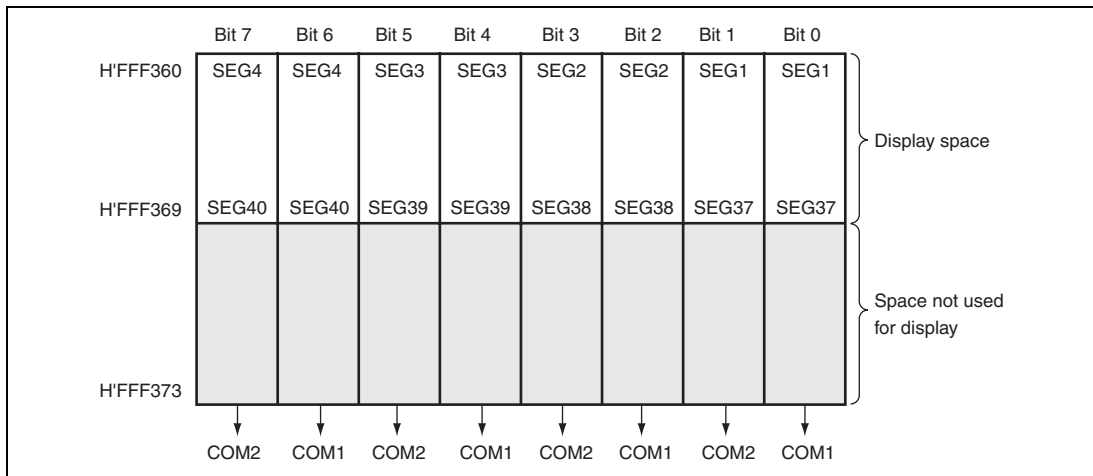 Bit 7 Bit 6 Bit 5 Bit 4 Bit 3 Bit 2 Bit 1 Bit 0
H'FFF360 SEG4 SEG4 SEG3 SEG3 SEG2 SEG2 SEG1 SEG1
Display space
H'FFF369 SEG40 SEG40 SEG39 SEG39 SEG38 SEG38 SEG37 SEG37
Space not used
for display
H'FFF373
COM2 COM1 COM2 COM1 COM2 COM1 COM2 COM1